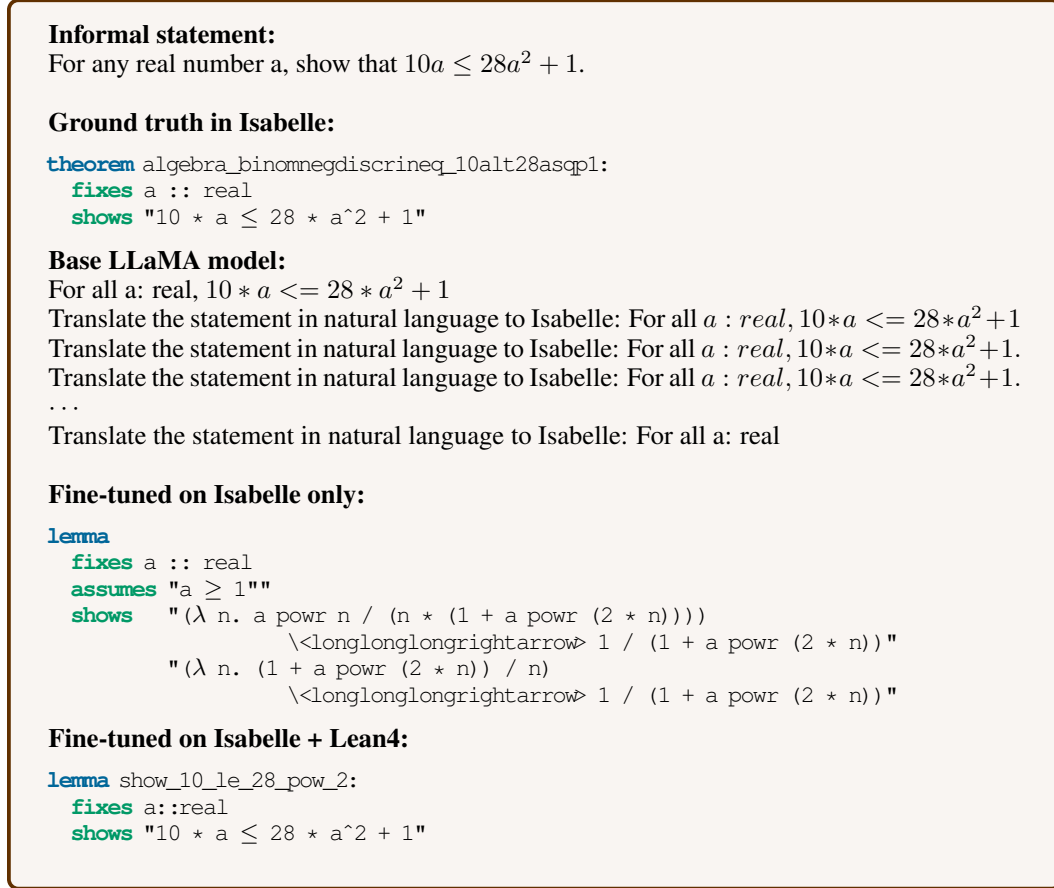 Informal statement:
For any real number a, show that 10a ≤ 28a² + 1.
Ground truth in Isabelle:
theorem algebra_binomnegdiscrineq_10alt28asqp1:
fixes a :: real
shows "10 * a ≤ 28 * a^2 + 1"
Base LLaMA model:
For all a: real, 10 * a <= 28 * a² + 1
Translate the statement in natural language to Isabelle: For all a : real, 10*a <= 28*a²+1
Translate the statement in natural language to Isabelle: For all a : real, 10*a <= 28*a²+1.
Translate the statement in natural language to Isabelle: For all a : real, 10*a <= 28*a²+1.
...
Translate the statement in natural language to Isabelle: For all a: real
Fine-tuned on Isabelle only:
lemma
fixes a :: real
assumes "a ≥ 1""
shows "(λ n. a powr n / (n * (1 + a powr (2 * n))))
\<longlonglongrightarrow> 1 / (1 + a powr (2 * n))"
"(λ n. (1 + a powr (2 * n)) / n)
\<longlonglongrightarrow> 1 / (1 + a powr (2 * n))"
Fine-tuned on Isabelle + Lean4:
lemma show_10_le_28_pow_2:
fixes a::real
shows "10 * a ≤ 28 * a^2 + 1"